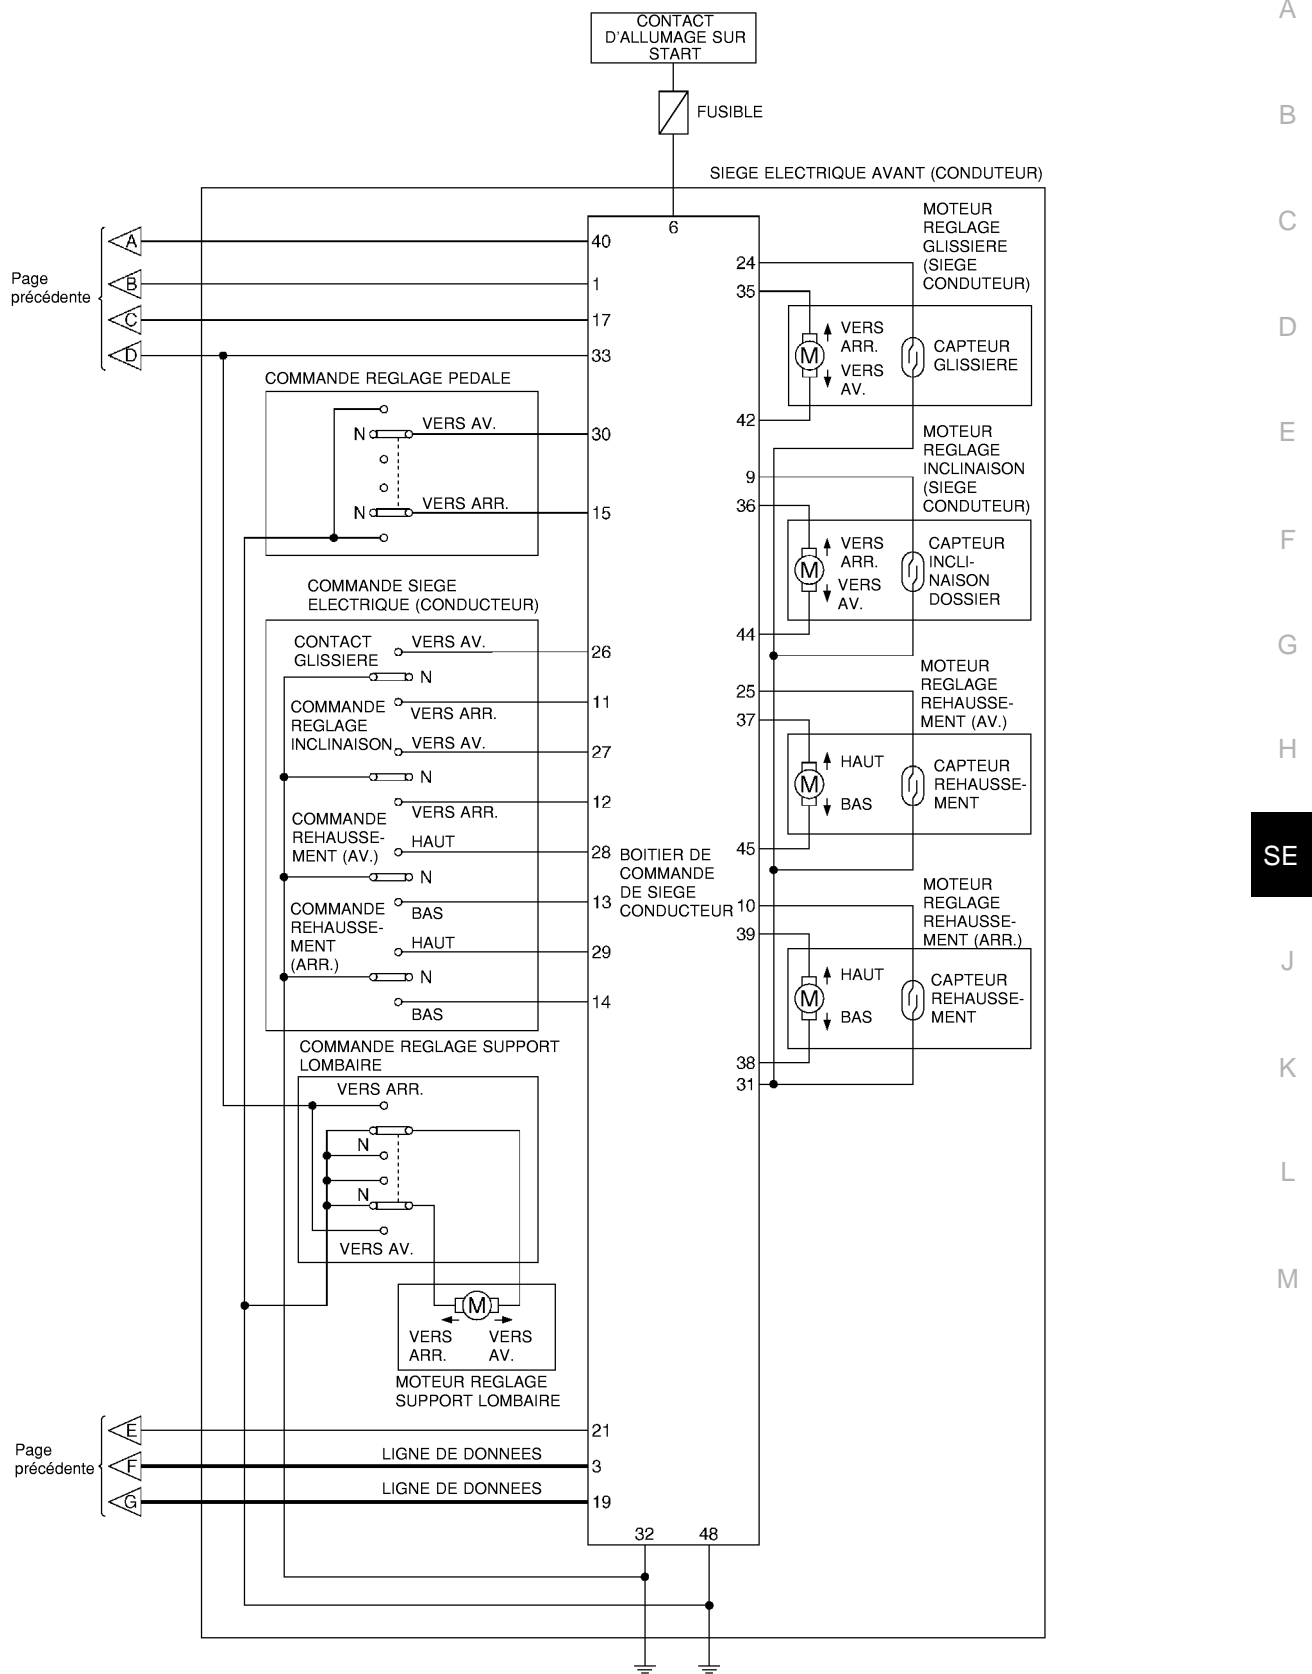 CONTACT
D'ALLUMAGE SUR
START
FUSIBLE
SIEGE ELECTRIQUE AVANT (CONDUTEUR)
6
Page
précédente
A
B
C
D
40
1
17
33
COMMANDE REGLAGE PEDALE
VERS AV.
N
30
VERS ARR.
N
15
COMMANDE SIEGE
ELECTRIQUE (CONDUCTEUR)
CONTACT
GLISSIERE
VERS AV.
26
N
11
VERS ARR.
COMMANDE
REGLAGE
INCLINAISON
VERS AV.
27
N
12
VERS ARR.
COMMANDE
REHAUSSE-
MENT (AV.)
HAUT
28
N
13
BAS
COMMANDE
REHAUSSE-
MENT
(ARR.)
HAUT
29
N
14
BAS
BOITIER DE
COMMANDE
DE SIEGE
CONDUCTEUR
COMMANDE REGLAGE SUPPORT
LOMBAIRE
VERS ARR.
N
N
VERS AV.
M
VERS
ARR.
VERS
AV.
MOTEUR REGLAGE
SUPPORT LOMBAIRE
Page
précédente
E
F
G
21
LIGNE DE DONNEES
3
LIGNE DE DONNEES
19
32
48
MOTEUR
REGLAGE
GLISSIERE
(SIEGE
CONDUTEUR)
24
35
M
VERS
ARR.
VERS
AV.
CAPTEUR
GLISSIERE
42
MOTEUR
REGLAGE
INCLINAISON
(SIEGE
CONDUTEUR)
9
36
M
VERS
ARR.
VERS
AV.
CAPTEUR
INCLI-
NAISON
DOSSIER
44
MOTEUR
REGLAGE
REHAUSSE-
MENT (AV.)
25
37
M
HAUT
BAS
CAPTEUR
REHAUSSE-
MENT
45
MOTEUR
REGLAGE
REHAUSSE-
MENT (ARR.)
10
39
M
HAUT
BAS
CAPTEUR
REHAUSSE-
MENT
38
31
A
B
C
D
E
F
G
H
SE
J
K
L
M